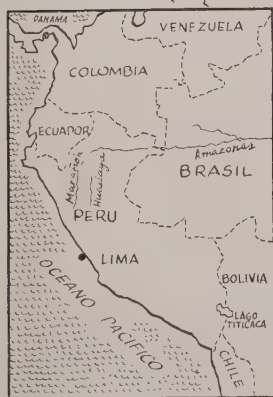 PANAMA
VENEZUELA
COLOMBIA
ECUADOR
Amazonas
Marañon
Huallaga
BRASIL
PERU
LIMA
OCEANO PACIFICO
BOLIVIA
LAGO
TITICACA
CHILE